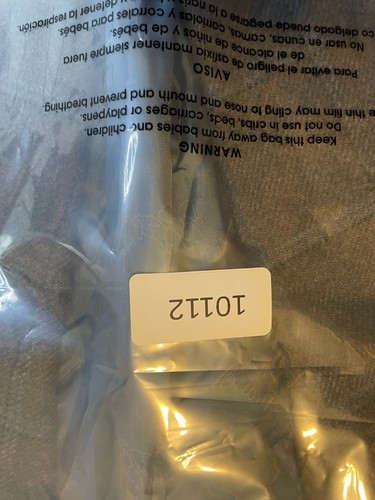 10112
WARNING
Keep this bag away from babies and children.
Do not use in cribs, beds, carriages or playpens.
thin film may cling to nose and mouth and prevent breathing.
AVISO
Para evitar el peligro de asfixia mantener siempre fuera
de el alcance de niños y de bebés.
No usar en cunas, camas, carriolas y corrales para bebés.
delgado puede pegarse a la detener la respiración.